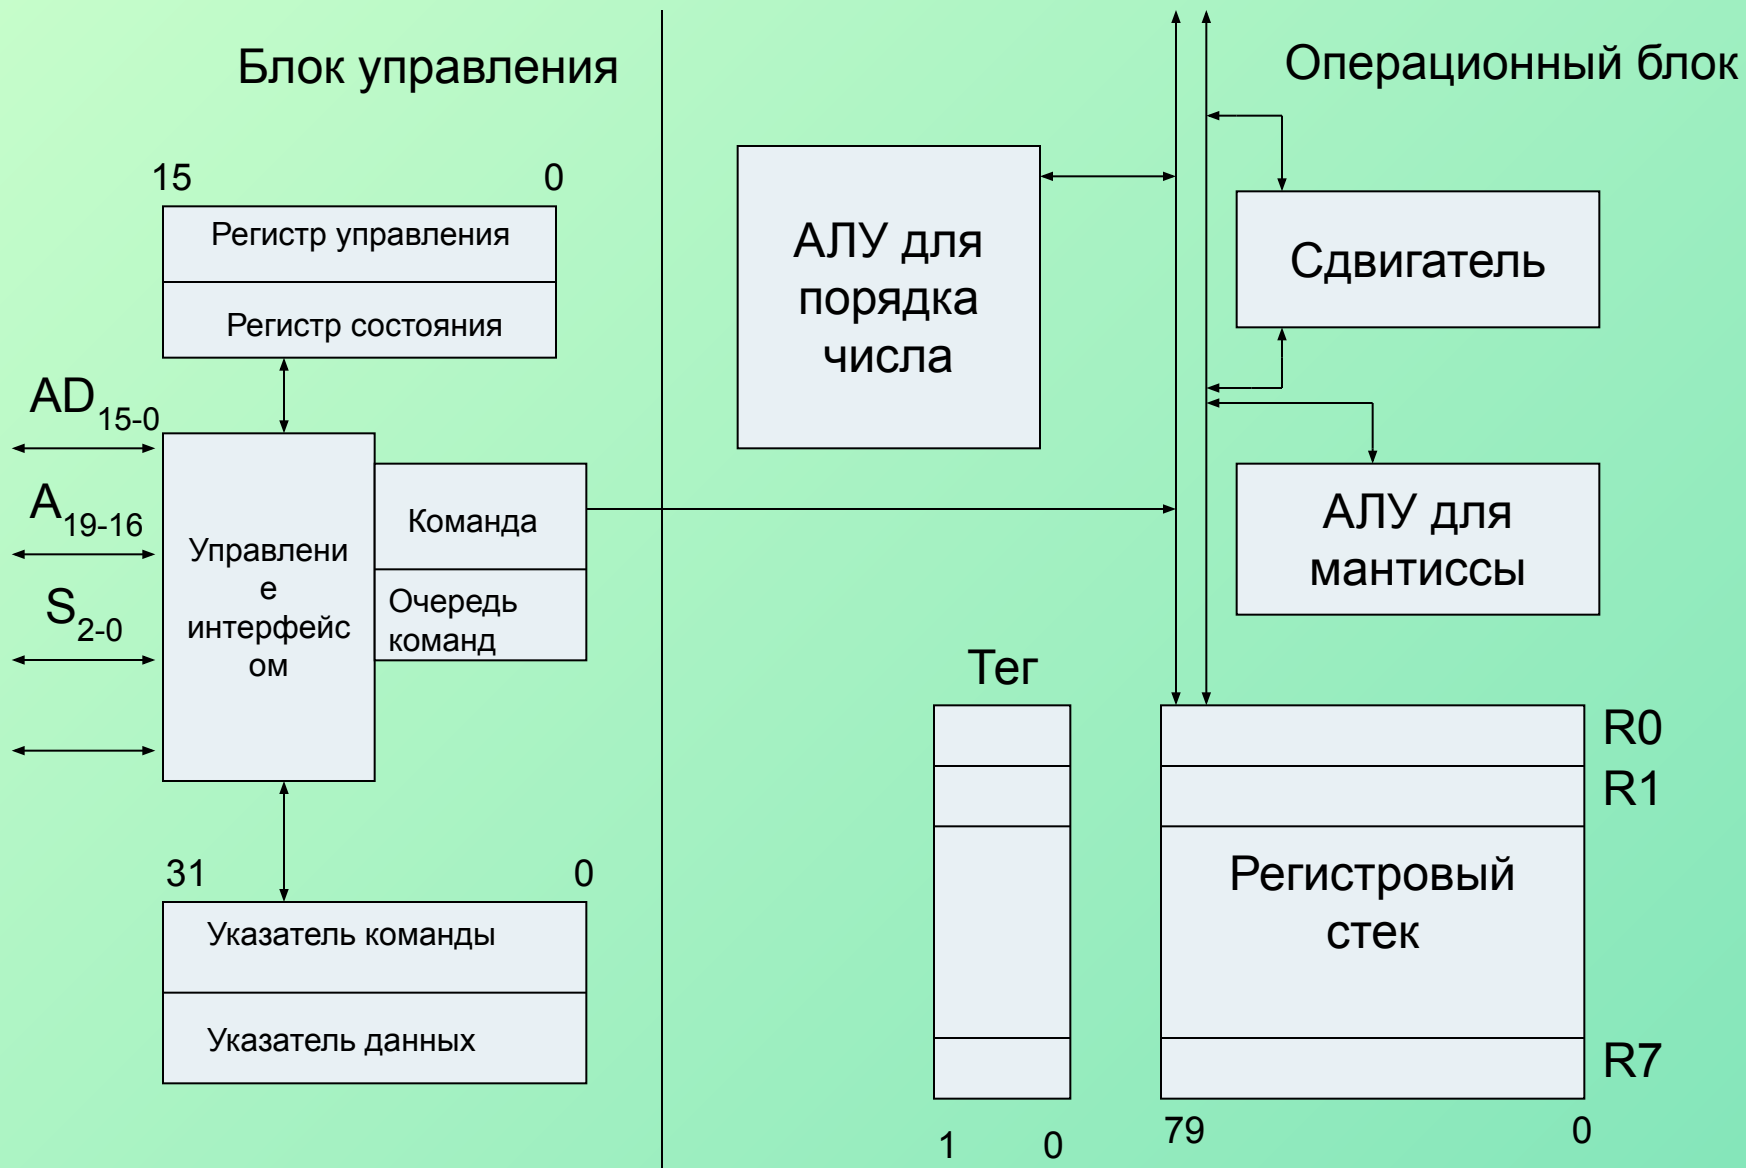 Блок управления
Операционный блок
15 0
Регистр управления
Регистр состояния
AD15-0
A19-16
S2-0
Управлени
е
интерфейс
ом
Команда
Очередь
команд
31 0
Указатель команды
Указатель данных
АЛУ для
порядка
числа
Сдвигатель
АЛУ для
мантиссы
Тег
1 0
R0
R1
Регистровый
стек
R7
79 0